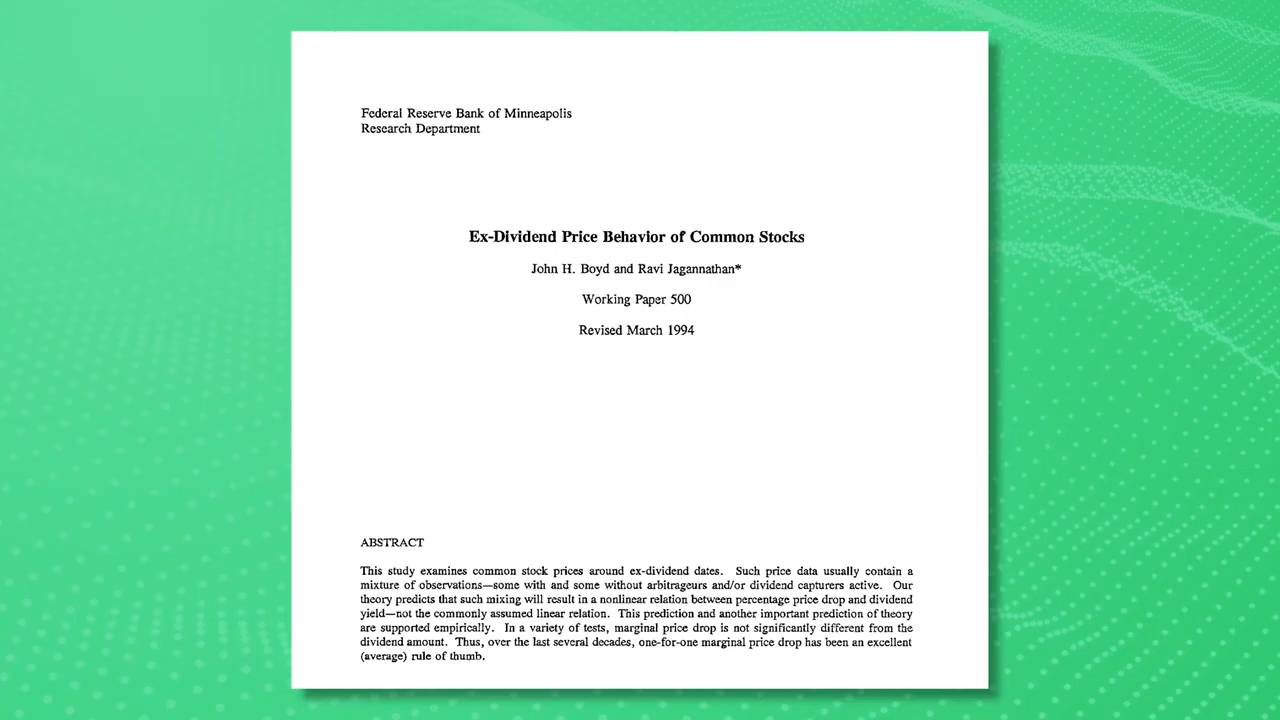 Federal Reserve Bank of Minneapolis
Research Department
Ex-Dividend Price Behavior of Common Stocks
John H. Boyd and Ravi Jagannathan*
Working Paper 500
Revised March 1994
ABSTRACT
This study examines common stock prices around ex-dividend dates. Such price data usually contain a
mixture of observations—some with and some without arbitrageurs and/or dividend capturers active. Our
theory predicts that such mixing will result in a nonlinear relation between percentage price drop and dividend
yield—not the commonly assumed linear relation. This prediction and another important prediction of theory
are supported empirically. In a variety of tests, marginal price drop is not significantly different from the
dividend amount. Thus, over the last several decades, one-for-one marginal price drop has been an excellent
(average) rule of thumb.